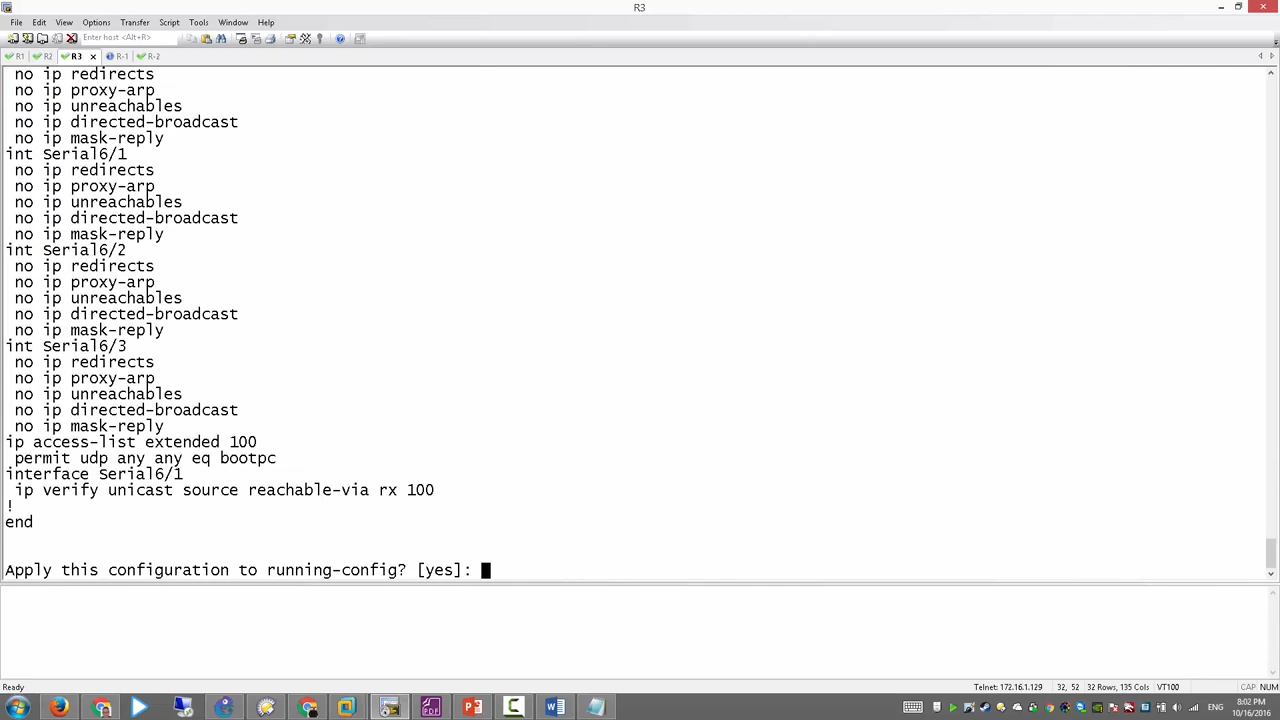 R3
File Edit View Options Transfer Script Tools Window Help
Enter host <Alt+R>
R1 R2 R3 R-1 R-2
no ip redirects
no ip proxy-arp
no ip unreachables
no ip directed-broadcast
no ip mask-reply
int Serial6/1
no ip redirects
no ip proxy-arp
no ip unreachables
no ip directed-broadcast
no ip mask-reply
int Serial6/2
no ip redirects
no ip proxy-arp
no ip unreachables
no ip directed-broadcast
no ip mask-reply
int Serial6/3
no ip redirects
no ip proxy-arp
no ip unreachables
no ip directed-broadcast
no ip mask-reply
ip access-list extended 100
permit udp any any eq bootpc
interface Serial6/1
ip verify unicast source reachable-via rx 100
!
end
Apply this configuration to running-config? [yes]:
Ready Telnet: 172.16.1.129 32, 52 32 Rows, 135 Cols VT100 CAP NUM
ENG 8:02 PM
10/16/2016